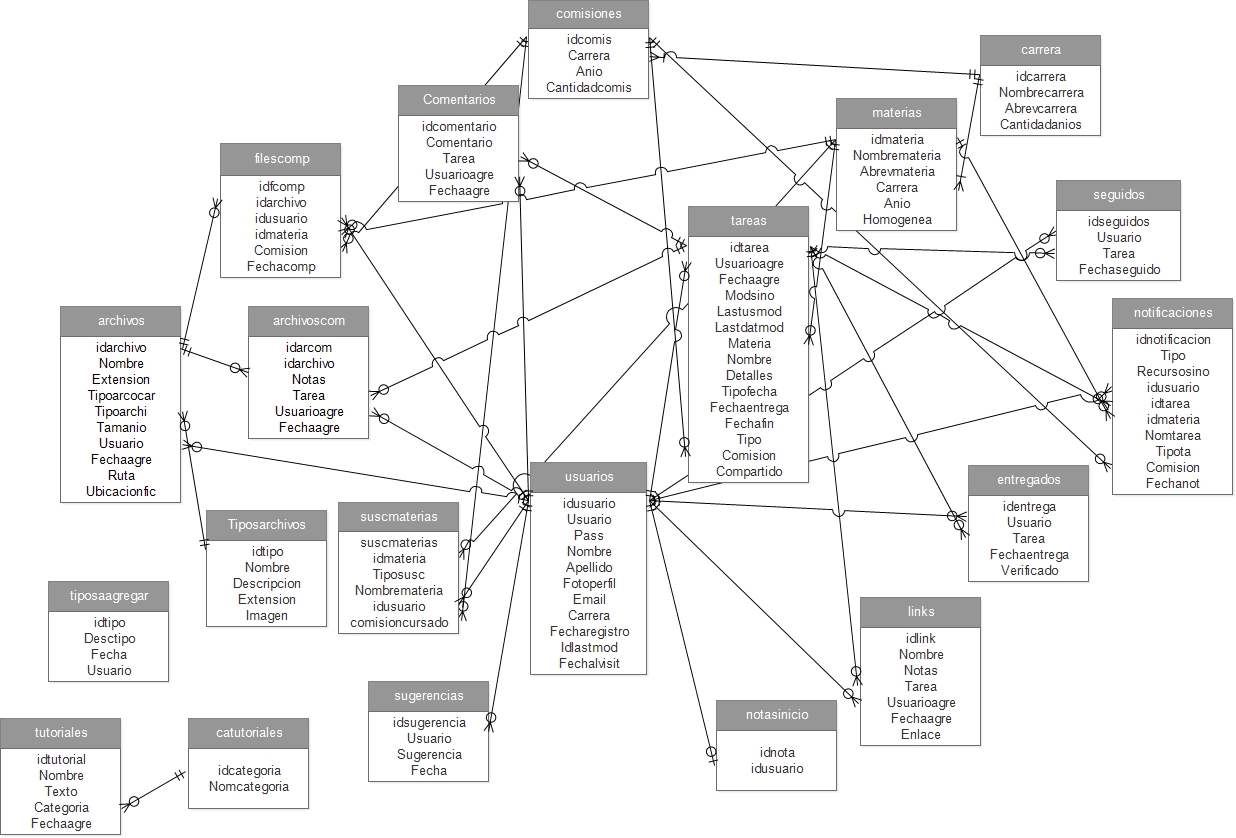 comisiones
idcomis
Carrera
Anio
Cantidadcomis
carrera
idcarrera
Nombrecarrera
Abrevcarrera
Cantidadanios
Comentarios
idcomentario
Comentario
Tarea
Usuarioagre
Fechaagre
materias
idmateria
Nombremateria
Abrevmateria
Carrera
Anio
Homogenea
filescomp
idfcomp
idarchivo
idusuario
idmateria
Comision
Fechacomp
seguidos
idseguidos
Usuario
Tarea
Fechaseguido
tareas
idtarea
Usuarioagre
Fechaagre
Modsino
Lastusmod
Lastdatmod
Materia
Nombre
Detalles
Tipofecha
Fechaentrega
Fechafin
Tipo
Comision
Compartido
notificaciones
idnotificacion
Tipo
Recursosino
idusuario
idtarea
idmateria
Nomtarea
Tipota
Comision
Fechanot
archivos
idarchivo
Nombre
Extension
Tipoarcocar
Tipoarchi
Tamanio
Usuario
Fechaagre
Ruta
Ubicacionfic
archivoscom
idarcom
idarchivo
Notas
Tarea
Usuarioagre
Fechaagre
usuarios
idusuario
Usuario
Pass
Nombre
Apellido
Fotoperfil
Email
Carrera
Fecharegistro
Idlastmod
Fechalvisit
entregados
identrega
Usuario
Tarea
Fechaentrega
Verificado
suscmaterias
suscmaterias
idmateria
Tiposusc
Nombremateria
idusuario
comisioncursado
Tiposarchivos
idtipo
Nombre
Descripcion
Extension
Imagen
tiposaagregar
idtipo
Desctipo
Fecha
Usuario
links
idlink
Nombre
Notas
Tarea
Usuarioagre
Fechaagre
Enlace
sugerencias
idsugerencia
Usuario
Sugerencia
Fecha
notasinicio
idnota
idusuario
tutoriales
idtutorial
Nombre
Texto
Categoria
Fechaagre
catutoriales
idcategoria
Nomcategoria